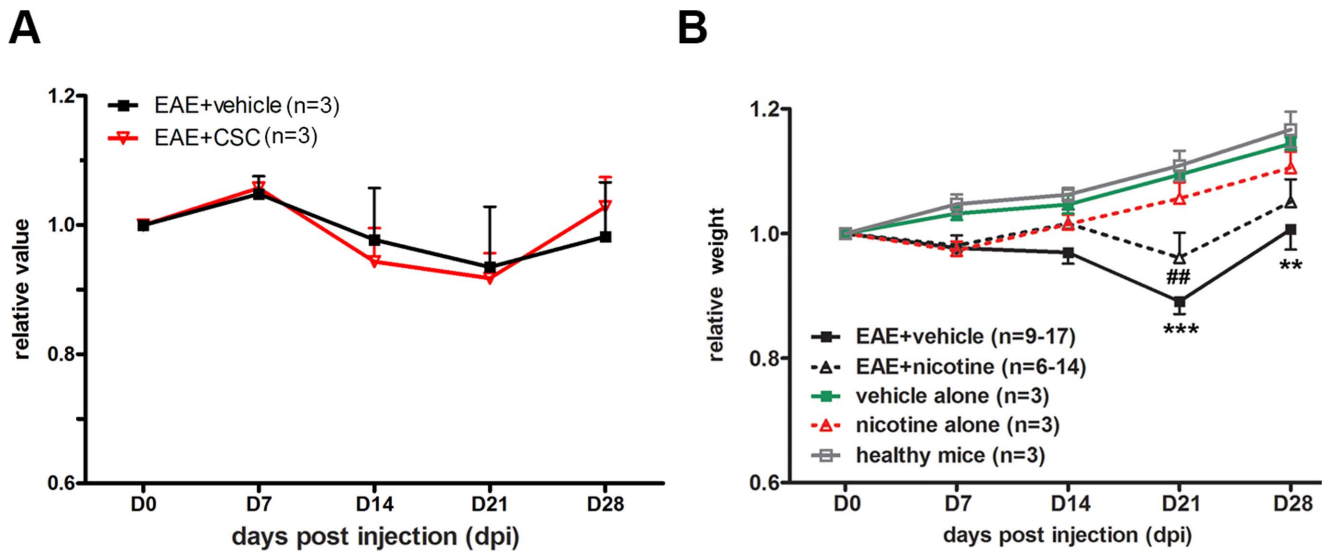 A
1.2
EAE+vehicle (n=3)
EAE+CSC (n=3)
1.0
0.8
0.6
relative value
D0 D7 D14 D21 D28
days post injection (dpi)
B
1.2
1.0
0.8
0.6
relative weight
##
***
**
EAE+vehicle (n=9-17)
EAE+nicotine (n=6-14)
vehicle alone (n=3)
nicotine alone (n=3)
healthy mice (n=3)
D0 D7 D14 D21 D28
days post injection (dpi)